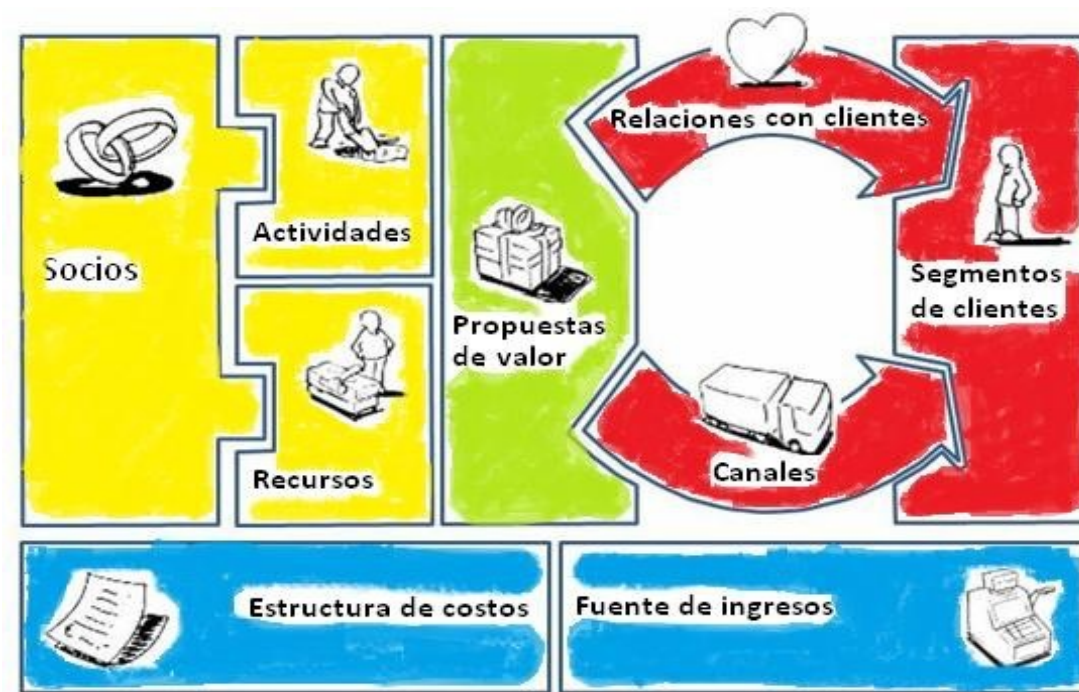 Relaciones con clientes
Actividades
Socios
Segmentos
de clientes
Propuestas
de valor
Recursos
Canales
Estructura de costos
Fuente de ingresos